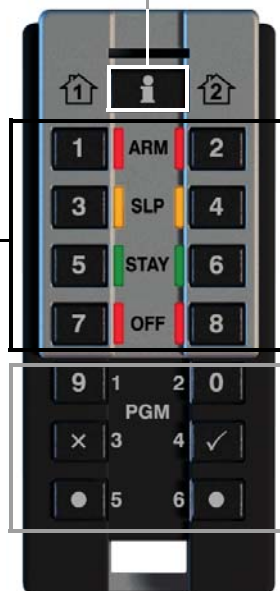 1 i 2
1 ARM 2
3 SLP 4
5 STAY 6
7 OFF 8
9 1 2 0
PGM
× 3 4 ✓
5 6